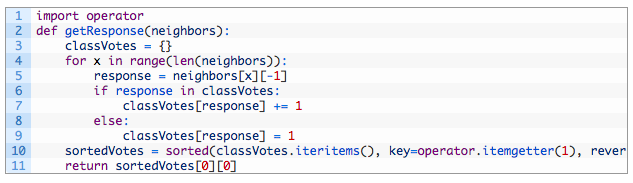 1 import operator
2 def getResponse(neighbors):
3     classVotes = {}
4     for x in range(len(neighbors)):
5         response = neighbors[x][-1]
6         if response in classVotes:
7             classVotes[response] += 1
8         else:
9             classVotes[response] = 1
10     sortedVotes = sorted(classVotes.iteritems(), key=operator.itemgetter(1), rever
11     return sortedVotes[0][0]